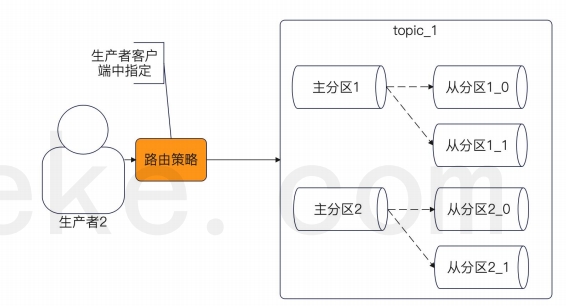 topic_1
生产者客户
端中指定
主分区1
从分区1_0
从分区1_1
路由策略
生产者2
主分区2
从分区2_0
从分区2_1
eke.com